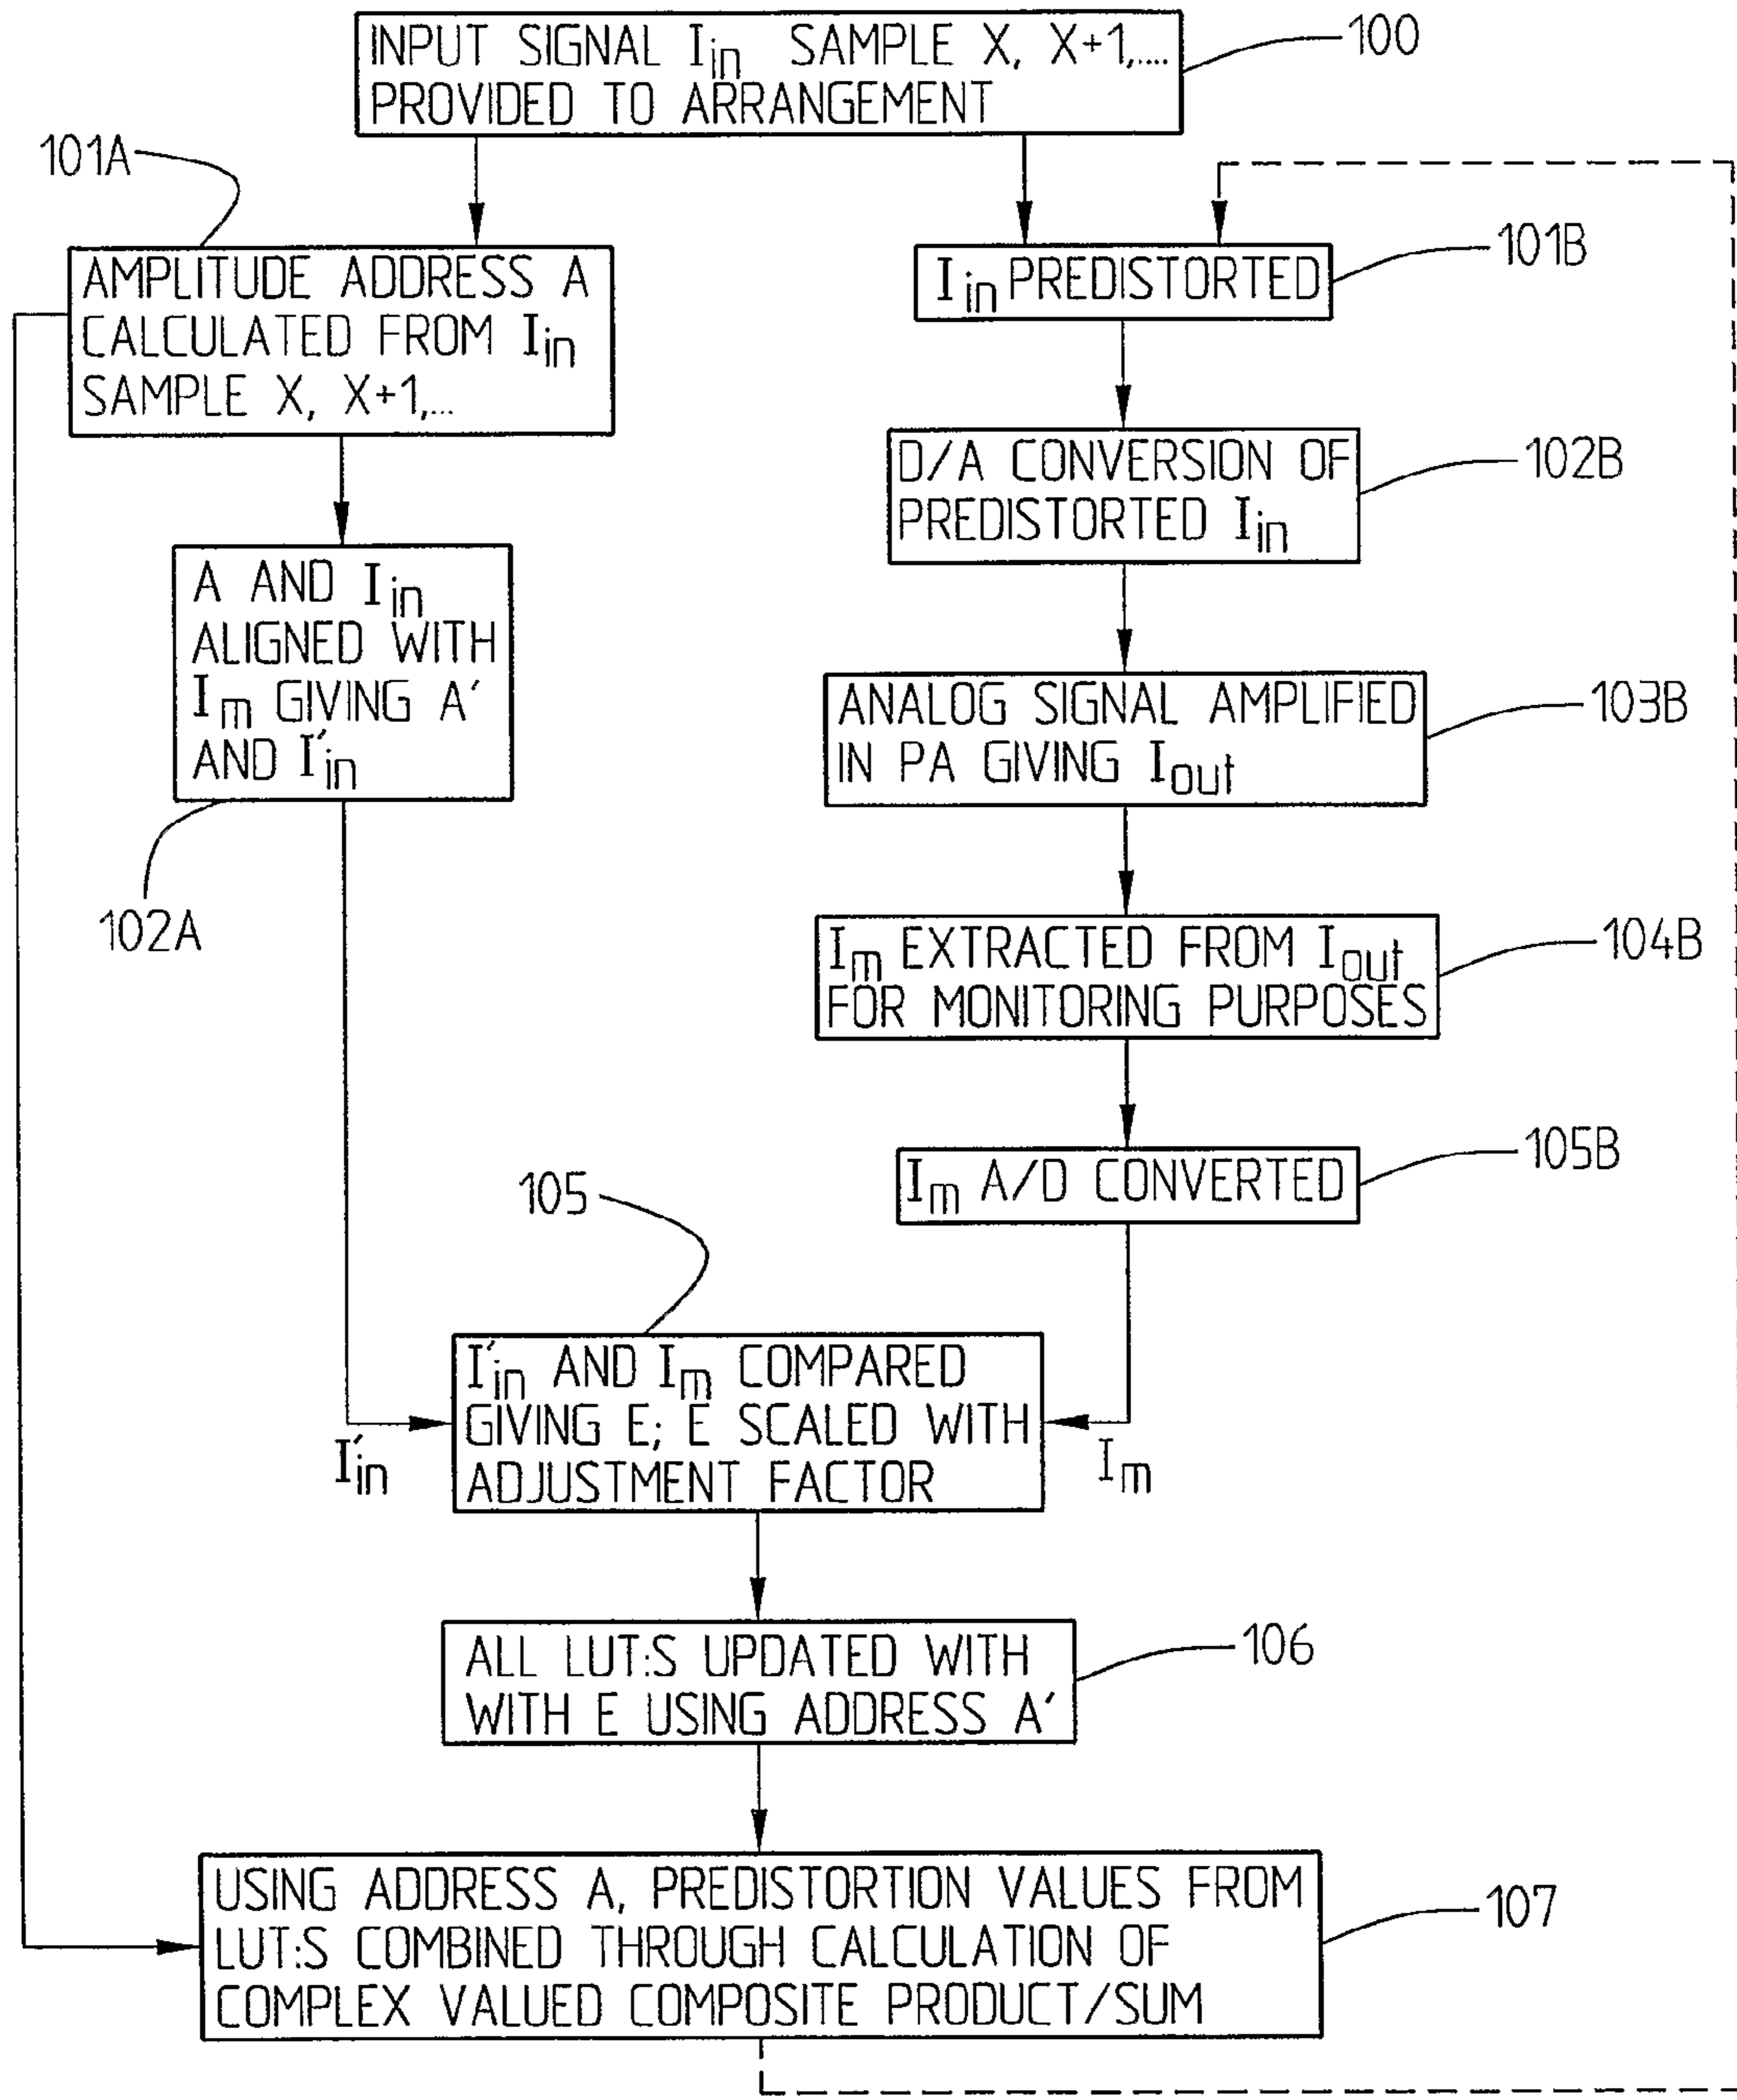 INPUT SIGNAL Iin SAMPLE X, X+1,....
PROVIDED TO ARRANGEMENT
100
101A
AMPLITUDE ADDRESS A
CALCULATED FROM Iin
SAMPLE X, X+1,...
Iin PREDISTORTED
101B
D/A CONVERSION OF
PREDISTORTED Iin
102B
A AND Iin
ALIGNED WITH
Im GIVING A'
AND I'in
102A
ANALOG SIGNAL AMPLIFIED
IN PA GIVING Iout
103B
Im EXTRACTED FROM Iout
FOR MONITORING PURPOSES
104B
Im A/D CONVERTED
105B
105
I'in AND Im COMPARED
GIVING E; E SCALED WITH
ADJUSTMENT FACTOR
I'in
Im
ALL LUT:S UPDATED WITH
WITH E USING ADDRESS A'
106
USING ADDRESS A, PREDISTORTION VALUES FROM
LUT:S COMBINED THROUGH CALCULATION OF
COMPLEX VALUED COMPOSITE PRODUCT/SUM
107